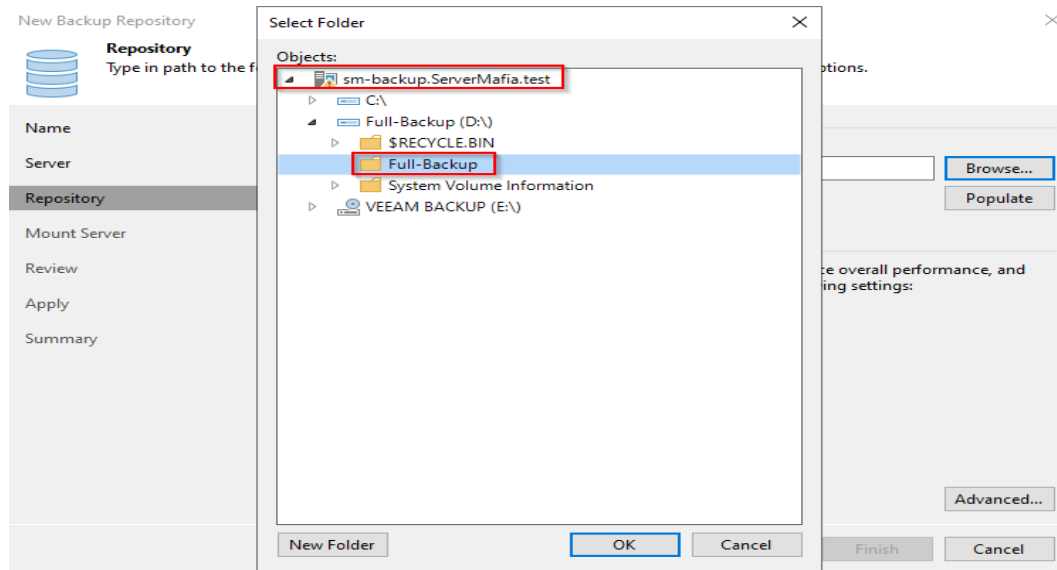 New Backup Repository
Repository
Type in path to the f
ptions.
Name
Server
Repository
Mount Server
Review
Apply
Summary
Select Folder
Objects:
sm-backup.ServerMafia.test
C:\
Full-Backup (D:\)
$RECYCLE.BIN
Full-Backup
System Volume Information
VEEAM BACKUP (E:\)
New Folder
OK
Cancel
Browse...
Populate
e overall performance, and
ing settings:
Advanced...
Finish
Cancel